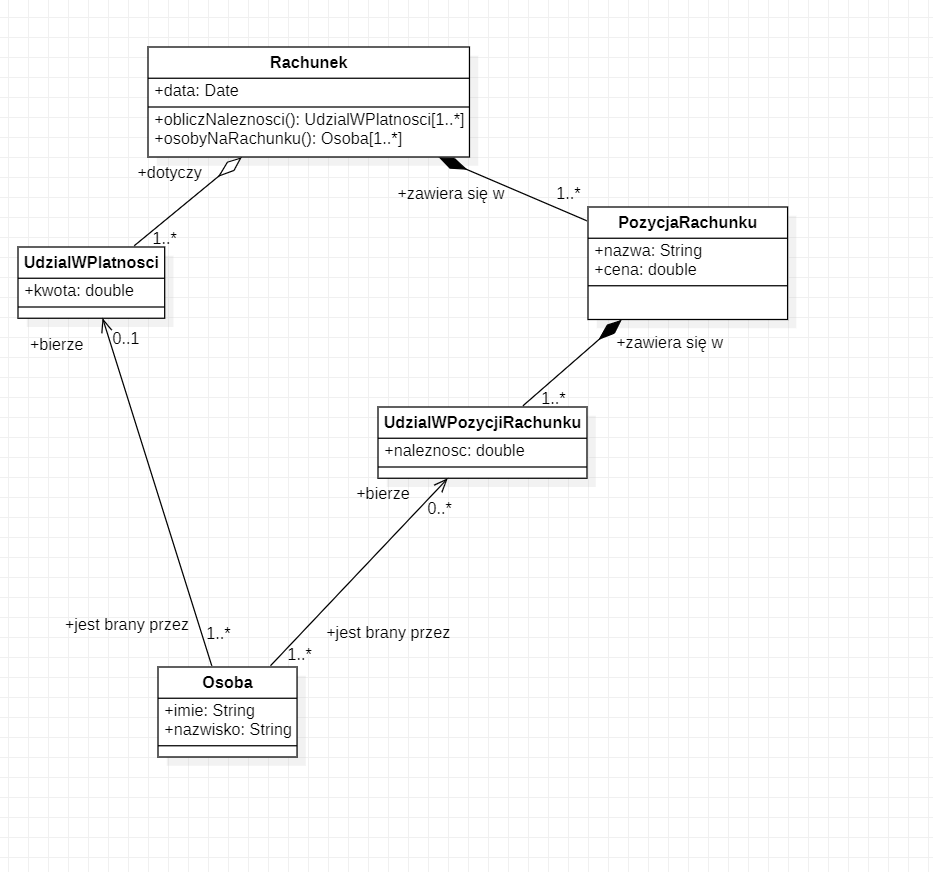 Rachunek
+data: Date
+obliczNaleznosci(): UdzialWPlatnosci[1..*]
+osobyNaRachunku(): Osoba[1..*]
+dotyczy
+zawiera się w
1..*
1..*
PozycjaRachunku
+nazwa: String
+cena: double
UdzialWPlatnosci
+kwota: double
+bierze
0..1
+zawiera się w
1..*
UdzialWPozycjiRachunku
+naleznosc: double
+bierze
0..*
+jest brany przez
1..*
+jest brany przez
1..*
Osoba
+imie: String
+nazwisko: String